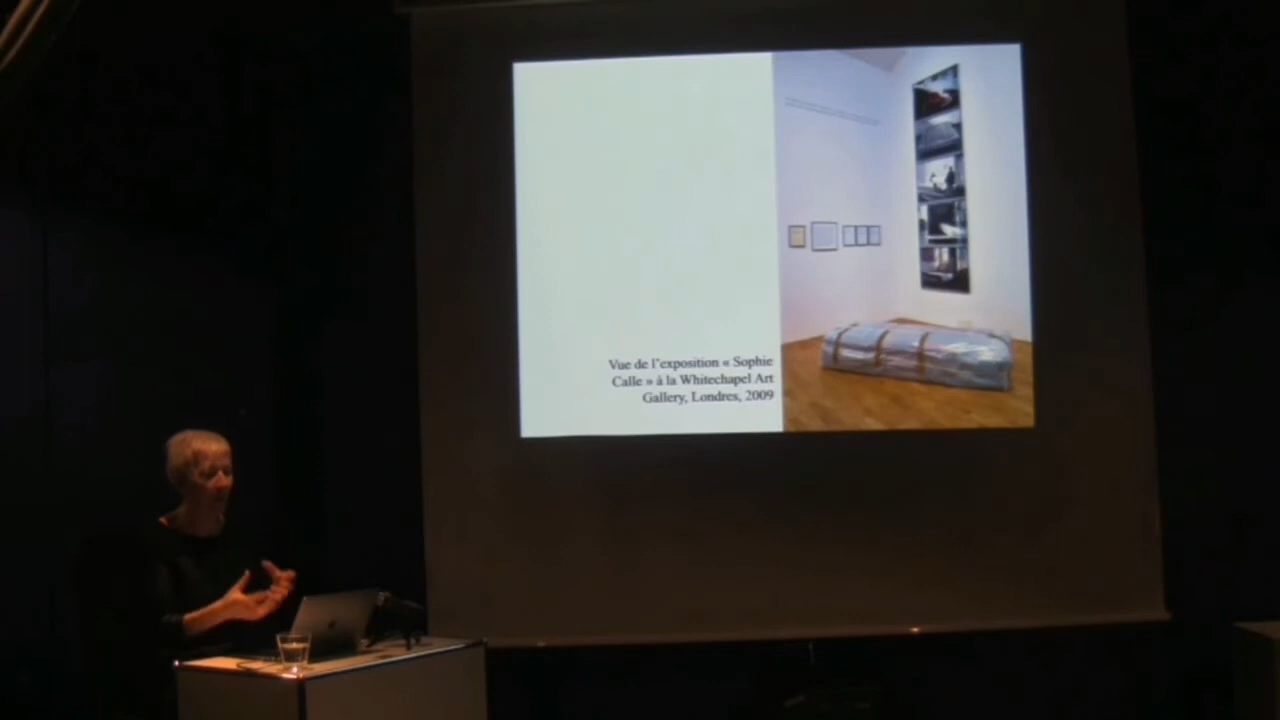 Vue de l’exposition « Sophie
Calle » à la Whitechapel Art
Gallery, Londres, 2009